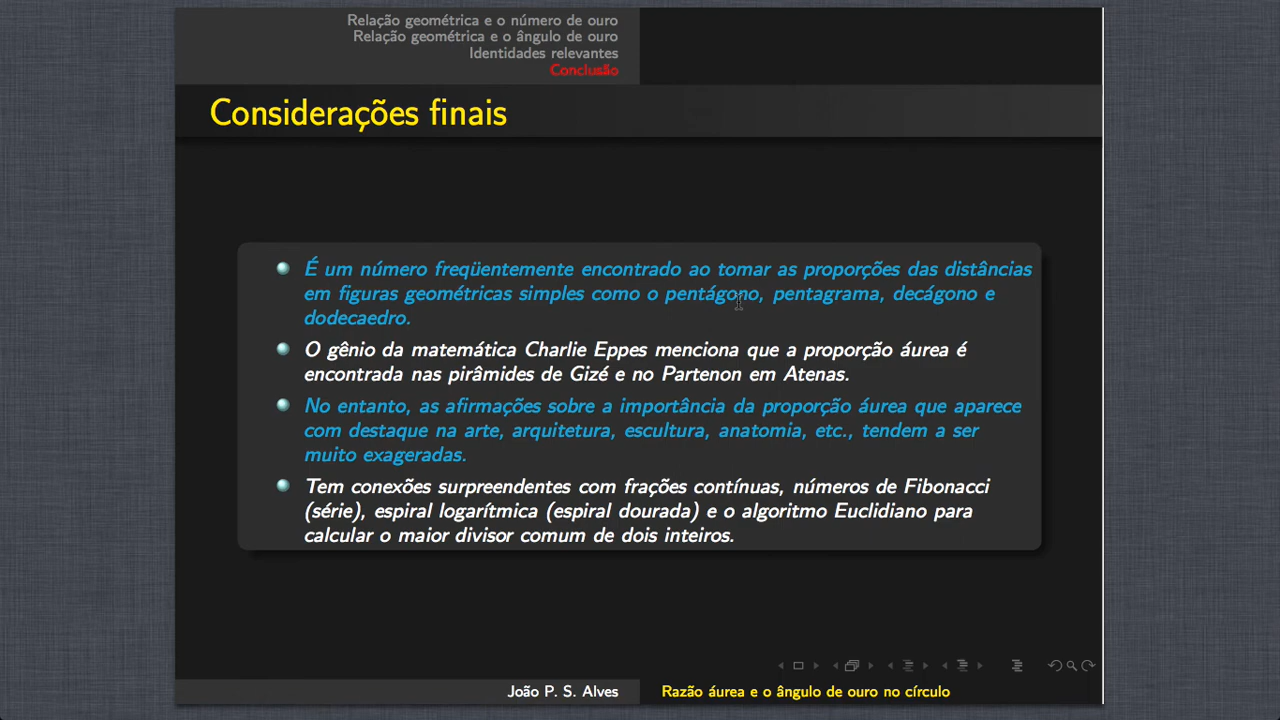 Relação geométrica e o número de ouro
Relação geométrica e o ângulo de ouro
Identidades relevantes
Conclusão
Considerações finais
É um número freqüentemente encontrado ao tomar as proporções das distâncias
em figuras geométricas simples como o pentágono, pentagrama, decágono e
dodecaedro.
O gênio da matemática Charlie Eppes menciona que a proporção áurea é
encontrada nas pirâmides de Gizé e no Partenon em Atenas.
No entanto, as afirmações sobre a importância da proporção áurea que aparece
com destaque na arte, arquitetura, escultura, anatomia, etc., tendem a ser
muito exageradas.
Tem conexões surpreendentes com frações contínuas, números de Fibonacci
(série), espiral logarítmica (espiral dourada) e o algoritmo Euclidiano para
calcular o maior divisor comum de dois inteiros.
João P. S. Alves
Razão áurea e o ângulo de ouro no círculo